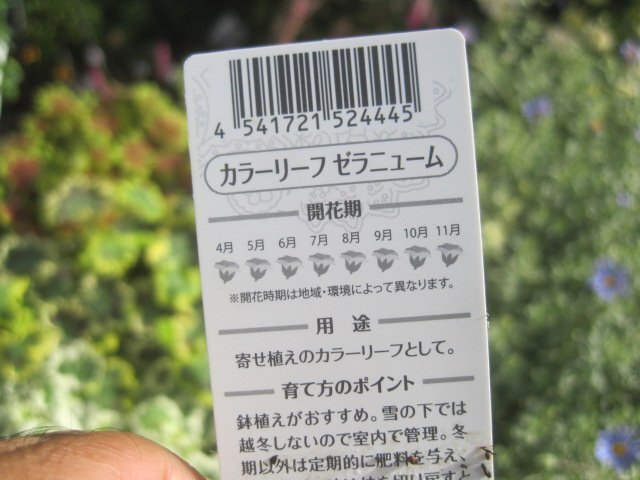 4 541721 524445
カラーリーフ ゼラニューム
開花期
4月 5月 6月 7月 8月 9月 10月 11月
※開花時期は地域・環境によって異なります。
用 途
寄せ植えのカラーリーフとして。
育て方のポイント
鉢植えがおすすめ。雪の下では
越冬しないので室内で管理。冬
期以外は定期的に肥料を与え、
を切り戻すと